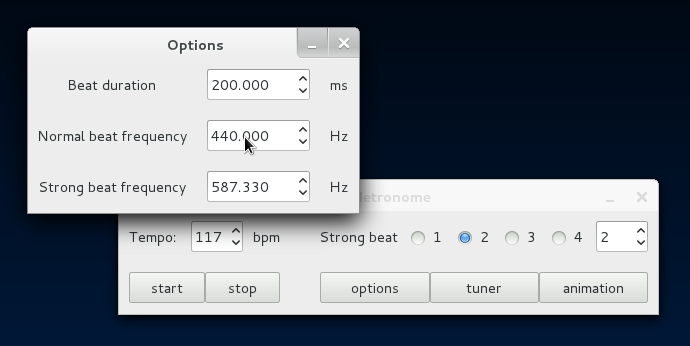 Options
Beat duration 200.000 ms
Normal beat frequency 440.000 Hz
Strong beat frequency 587.330 Hz
Tempo: 117 bpm Strong beat 1 2 3 4 2
start stop options tuner animation